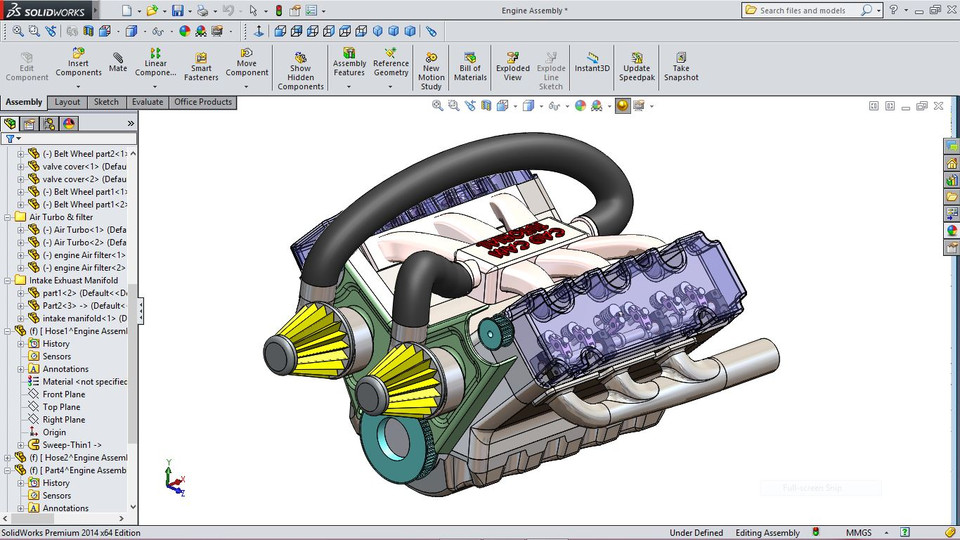 SOLIDWORKS
Engine Assembly *
Search files and models
Edit Component
Insert Components
Mate
Linear Compone...
Smart Fasteners
Move Component
Show Hidden Components
Assembly Features
Reference Geometry
New Motion Study
Bill of Materials
Exploded View
Explode Line Sketch
Instant3D
Update Speedpak
Take Snapshot
Assembly
Layout
Sketch
Evaluate
Office Products
(-) Belt Wheel part2<1>
valve cover<1> (Defau
valve cover<2> (Defau
(-) Belt Wheel part1<1>
(-) Belt Wheel part1<2>
Air Turbo & filter
(-) Air Turbo<1> (Defau
(-) Air Turbo<2> (Defau
(-) engine Air filter<1>
(-) engine Air filter<2>
Intake Exhuast Manifold
part1<2> (Default<<D
Part2<3> -> (Default<
intake manifold<1> (D
(f) [ Hose1^Engine Assembl
History
Sensors
Annotations
Material <not specified
Front Plane
Top Plane
Right Plane
Origin
Sweep-Thin1 ->
(f) [ Hose2^Engine Assembl
(f) [ Part4^Engine Assemb
History
Sensors
Annotations
CAD CAM
Y
X
Z
Full-screen Snip
SolidWorks Premium 2014 x64 Edition
Under Defined
Editing Assembly
MMGS